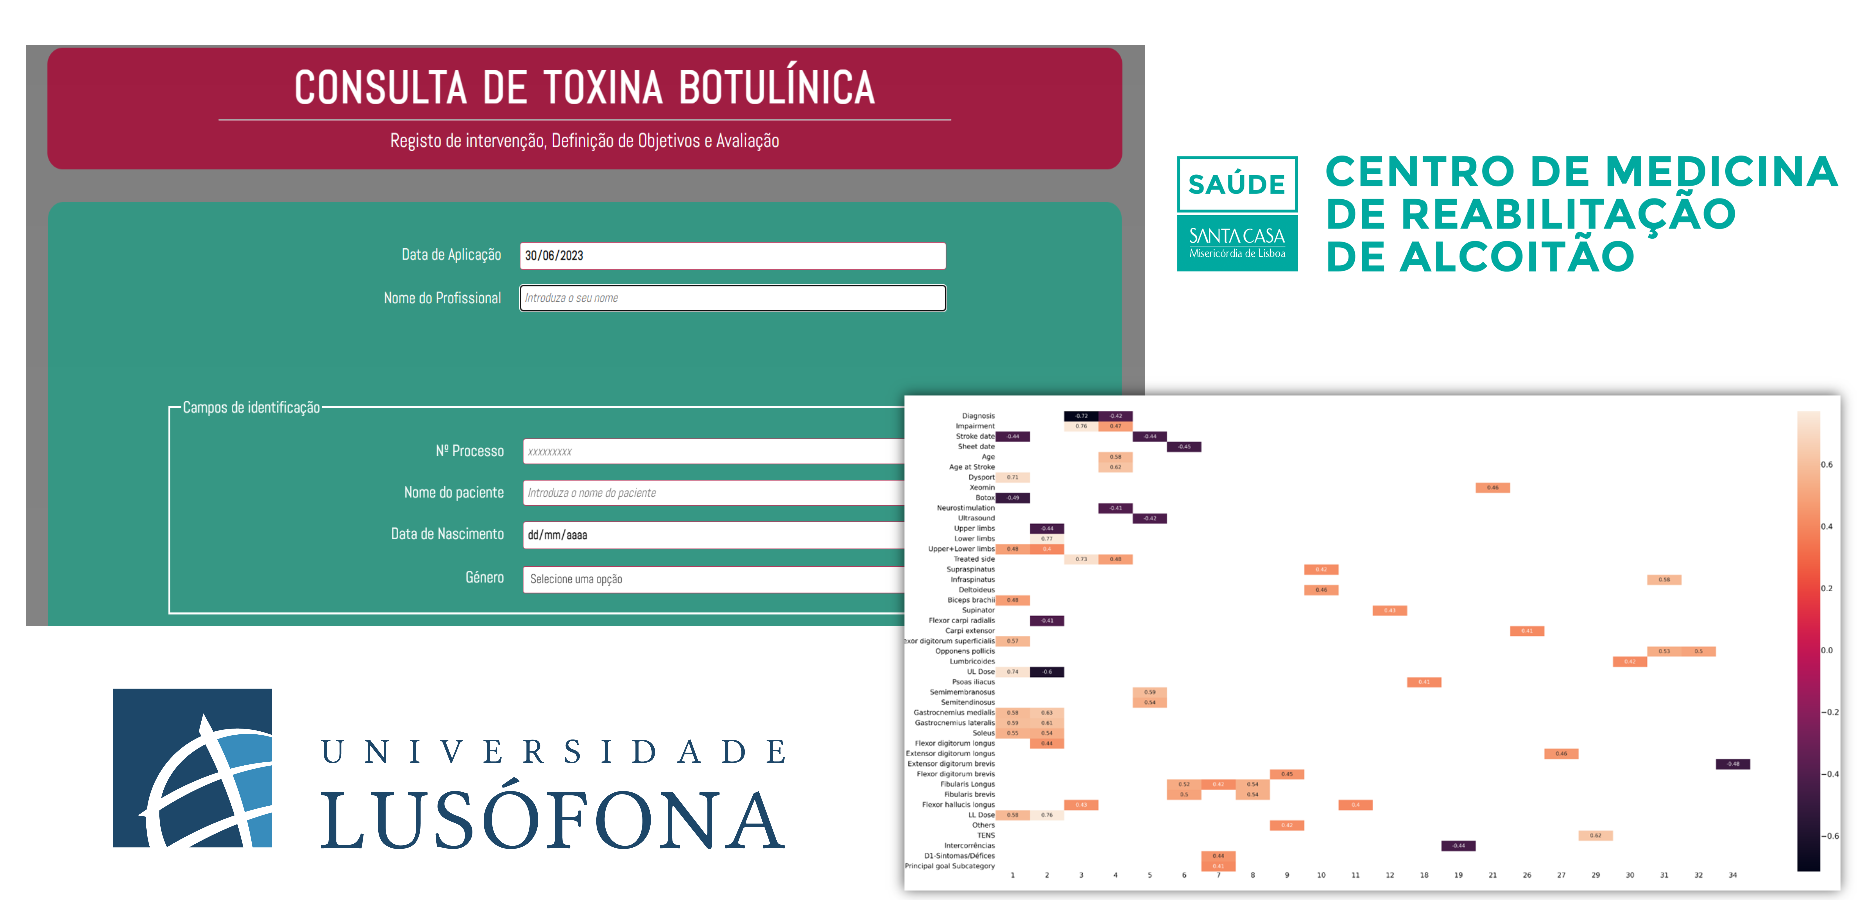 CONSULTA DE TOXINA BOTULÍNICA
Registo de intervenção, Definição de Objetivos e Avaliação
Data de Aplicação 30/06/2023
Nome do Profissional Introduza o seu nome
Campos de identificação
Nº Processo xxxxxxxxx
Nome do paciente Introduza o nome do paciente
Data de Nascimento dd/mm/aaaa
Género Selecione uma opção
SAÚDE
SANTA CASA
Misericórdia de Lisboa
CENTRO DE MEDICINA
DE REABILITAÇÃO
DE ALCOITÃO
UNIVERSIDADE
LUSÓFONA
Diagnosis -0.72 -0.42
Impairment 0.76 0.47
Stroke date -0.44 -0.44
Sheet date -0.45
Age 0.58
Age at Stroke 0.62
Dysport 0.71
Xeomin 0.46
Botox -0.49
Neurostimulation -0.41
Ultrasound -0.42
Upper limbs -0.44
Lower limbs 0.77
Upper+Lower limbs 0.48 0.4
Treated side 0.73 0.48
Supraspinatus 0.42
Infraspinatus 0.56
Deltoideus 0.46
Biceps brachii 0.48
Supinator 0.43
Flexor carpi radialis -0.41
Carpi extensor 0.41
exor digitorum superficialis 0.57
Opponens pollicis 0.53 0.5
Lumbricoides 0.42
UL Dose 0.74 -0.6
Psoas iliacus 0.41
Semimembranosus 0.59
Semitendinosus 0.54
Gastrocnemius medialis 0.58 0.63
Gastrocnemius lateralis 0.59 0.61
Soleus 0.55 0.54
Flexor digitorum longus 0.44
Extensor digitorum longus 0.46
Extensor digitorum brevis -0.48
Flexor digitorum brevis 0.45
Fibularis Longus 0.52 0.42 0.54
Fibularis brevis 0.5 0.54
Flexor hallucis longus 0.43 0.4
LL Dose 0.58 0.76
Others 0.42
TENS 0.62
Intercorrências -0.44
D1-Sintomas/Défices 0.44
Principal goal Subcategory 0.41
1 2 3 4 5 6 7 8 9 10 11 12 18 19 21 26 27 29 30 31 32 34
0.6
0.4
0.2
0.0
−0.2
−0.4
−0.6